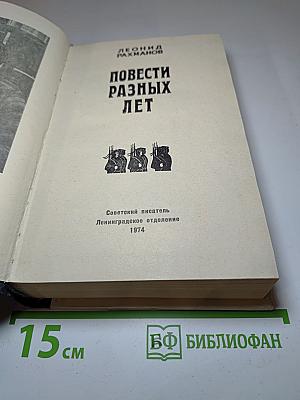 ЛЕОНИД
РАХМАНОВ
ПОВЕСТИ
РАЗНЫХ
ЛЕТ
Советский писатель
Ленинградское отделение
1974
15 см
БФ БИБЛИОФАН